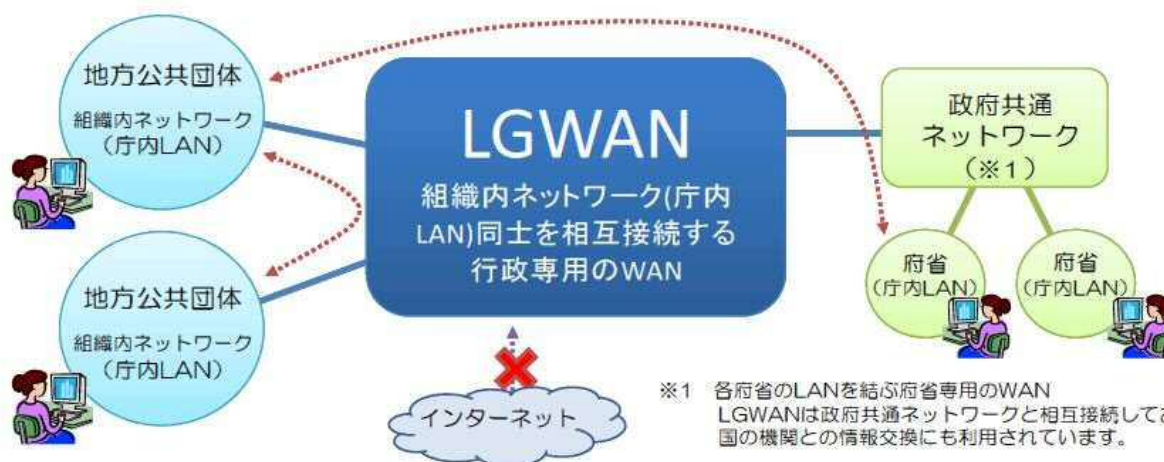 地方公共団体
組織内ネットワーク
(庁内LAN)
地方公共団体
組織内ネットワーク
(庁内LAN)
LGWAN
組織内ネットワーク(庁内
LAN)同士を相互接続する
行政専用のWAN
インターネット
政府共通
ネットワーク
(※1)
府省
(庁内LAN)
府省
(庁内LAN)
※1 各府省のLANを結ぶ府省専用のWAN
LGWANは政府共通ネットワークと相互接続して
国の機関との情報交換にも利用されています。